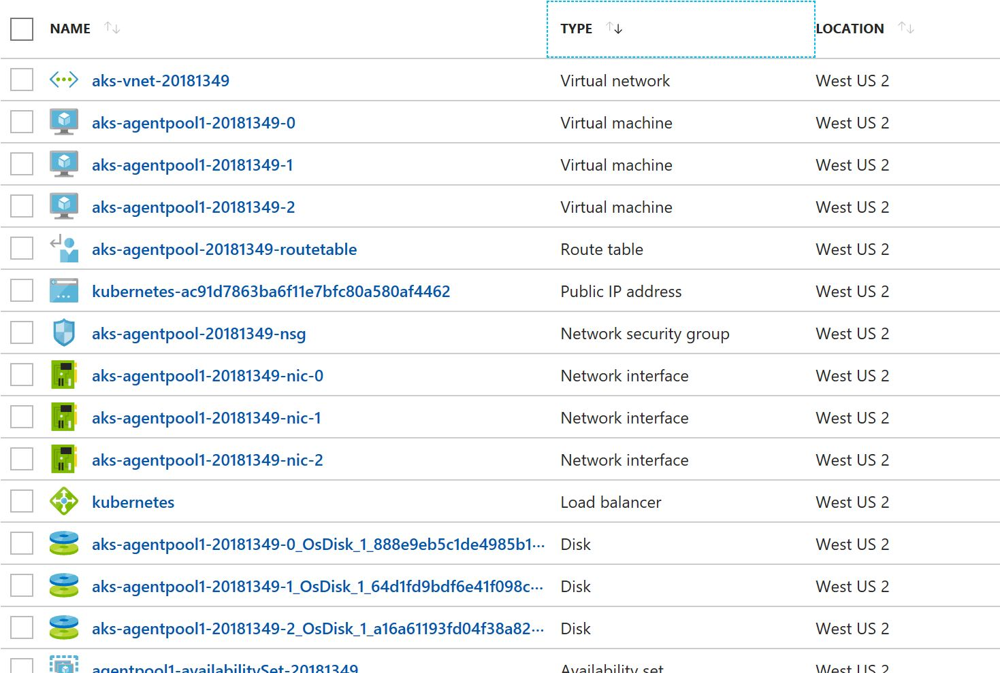 NAME TYPE LOCATION
aks-vnet-20181349 Virtual network West US 2
aks-agentpool1-20181349-0 Virtual machine West US 2
aks-agentpool1-20181349-1 Virtual machine West US 2
aks-agentpool1-20181349-2 Virtual machine West US 2
aks-agentpool-20181349-routetable Route table West US 2
kubernetes-ac91d7863ba6f11e7bfc80a580af4462 Public IP address West US 2
aks-agentpool-20181349-nsg Network security group West US 2
aks-agentpool1-20181349-nic-0 Network interface West US 2
aks-agentpool1-20181349-nic-1 Network interface West US 2
aks-agentpool1-20181349-nic-2 Network interface West US 2
kubernetes Load balancer West US 2
aks-agentpool1-20181349-0_OsDisk_1_888e9eb5c1de4985b1... Disk West US 2
aks-agentpool1-20181349-1_OsDisk_1_64d1fd9bdf6e41f098c... Disk West US 2
aks-agentpool1-20181349-2_OsDisk_1_a16a61193fd04f38a82... Disk West US 2
agentpool1-availabilitySet-20181349 Availability set West US 2